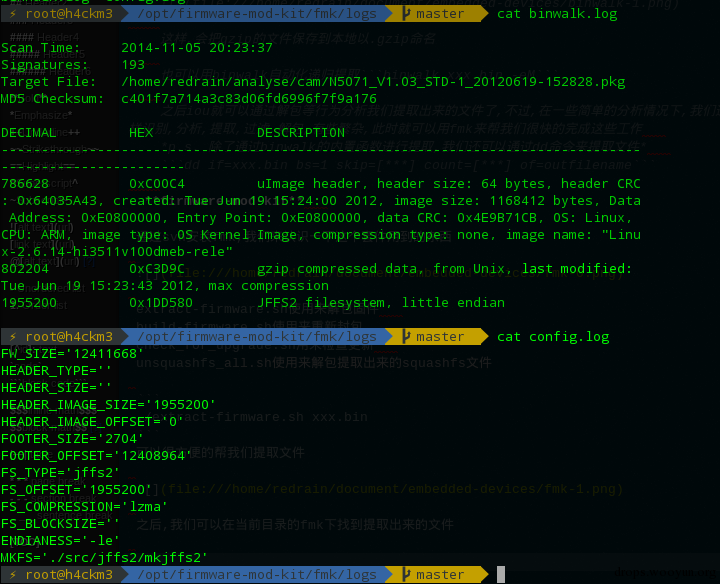 ⚡ root@h4ckm3 /opt/firmware-mod-kit/fmk/logs master cat binwalk.log
Scan Time: 2014-11-05 20:23:37
Signatures: 193
Target File: /home/redrain/analyse/cam/N5071_V1.03_STD-1_20120619-152828.pkg
MD5 Checksum: c401f7a714a3c83d06fd6996f7f9a176
DECIMAL HEX DESCRIPTION
-------------------------------------------------------------------------------
-----------------------
786628 0xC00C4 uImage header, header size: 64 bytes, header CRC
: 0x64035A43, created: Tue Jun 19 15:24:00 2012, image size: 1168412 bytes, Data
Address: 0xE0800000, Entry Point: 0xE0800000, data CRC: 0x4E9B71CB, OS: Linux,
CPU: ARM, image type: OS Kernel Image, compression type: none, image name: "Linu
x-2.6.14-hi3511v100dmeb-rele"
802204 0xC3D9C gzip compressed data, from Unix, last modified:
Tue Jun 19 15:23:43 2012, max compression
1955200 0x1DD580 JFFS2 filesystem, little endian
⚡ root@h4ckm3 /opt/firmware-mod-kit/fmk/logs master cat config.log
FW_SIZE='12411668'
HEADER_TYPE=''
HEADER_SIZE=''
HEADER_IMAGE_SIZE='1955200'
HEADER_IMAGE_OFFSET='0'
FOOTER_SIZE='2704'
FOOTER_OFFSET='12408964'
FS_TYPE='jffs2'
FS_OFFSET='1955200'
FS_COMPRESSION='lzma'
FS_BLOCKSIZE=''
ENDIANESS='-le'
MKFS='./src/jffs2/mkjffs2'
⚡ root@h4ckm3 /opt/firmware-mod-kit/fmk/logs master